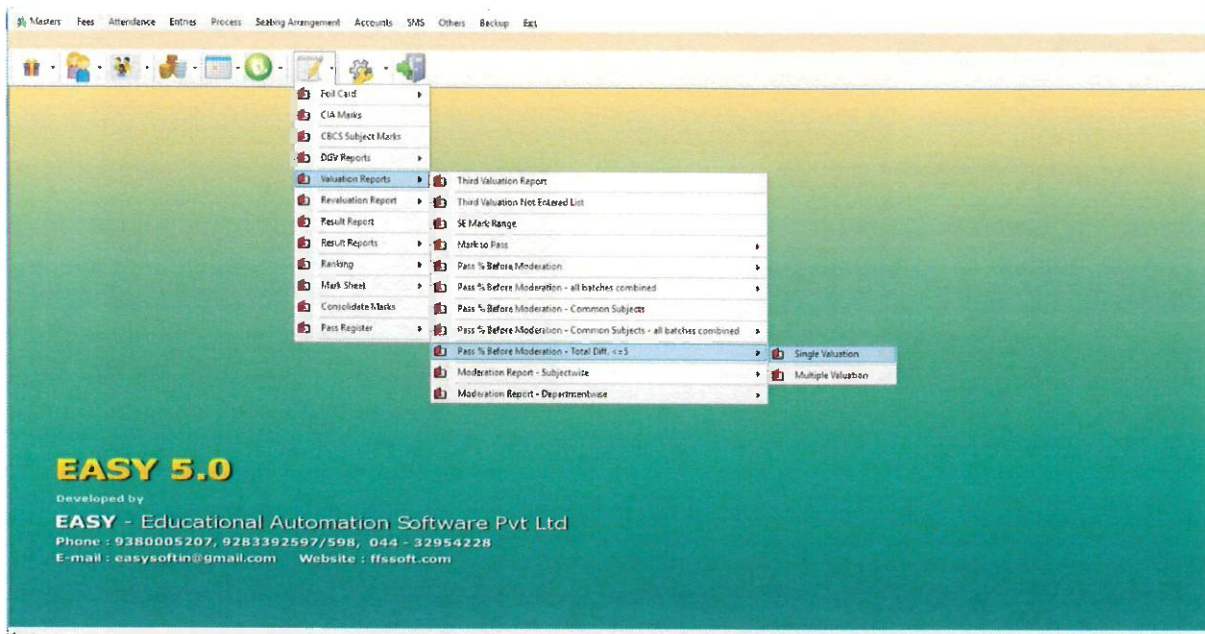 Masters Fees Attendance Entries Process Seating Arrangement Accounts SMS Others Backup Exit
Foil Card
CIA Marks
CBCS Subject Marks
DGV Reports
Valuation Reports
Revaluation Report
Result Report
Result Reports
Ranking
Mark Sheet
Consolidate Marks
Pass Register
Third Valuation Report
Third Valuation Not Entered List
SE Mark Range
Mark to Pass
Pass % Before Moderation
Pass % Before Moderation - all batches combined
Pass % Before Moderation - Common Subjects
Pass % Before Moderation - Common Subjects - all batches combined
Pass % Before Moderation - Total Diff. <=5
Moderation Report - Subjectwise
Moderation Report - Departmentwise
Single Valuation
Multiple Valuation
EASY 5.0
Developed by
EASY - Educational Automation Software Pvt Ltd
Phone : 9380005207, 9283392597/598, 044 - 32954228
E-mail : easysoftin@gmail.com Website : ffssoft.com